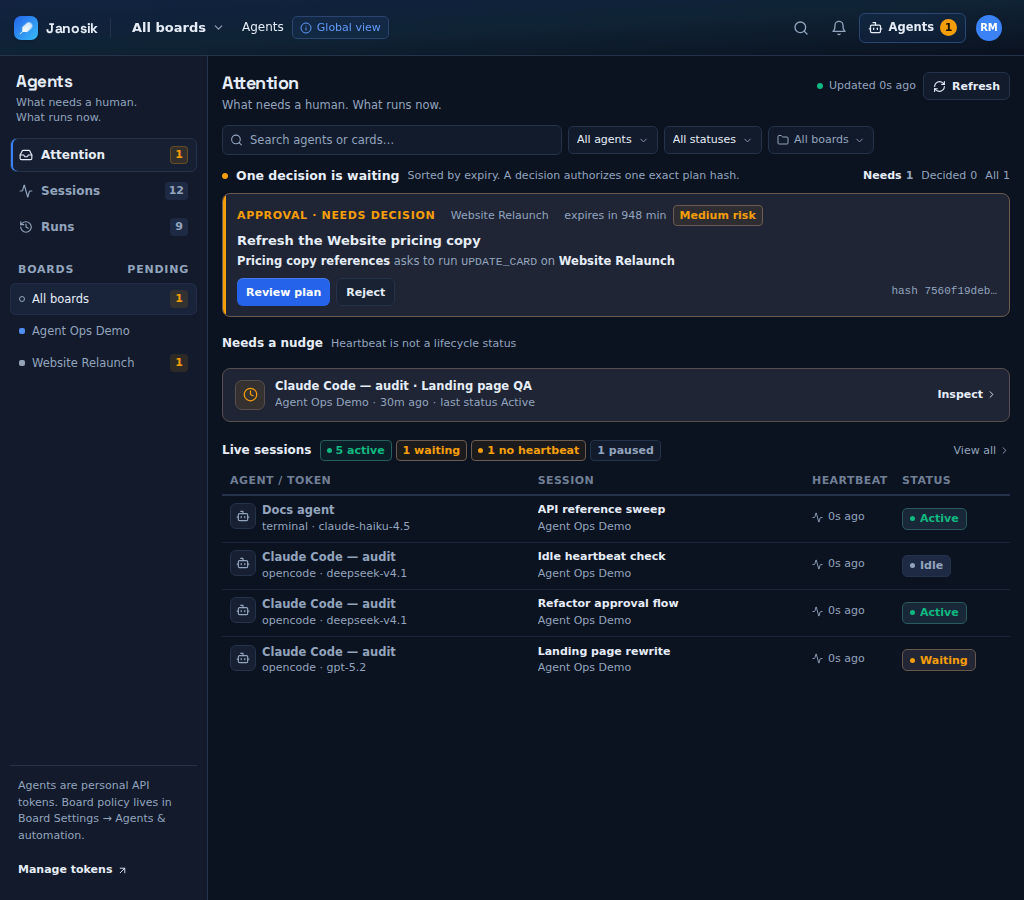 Janosik
All boards
Agents
Global view
Agents 1
RM
Agents
What needs a human.
What runs now.
Attention 1
Sessions 12
Runs 9
BOARDS PENDING
All boards 1
Agent Ops Demo
Website Relaunch 1
Agents are personal API
tokens. Board policy lives in
Board Settings → Agents &
automation.
Manage tokens
Attention
What needs a human. What runs now.
Updated 0s ago
Refresh
Search agents or cards…
All agents
All statuses
All boards
One decision is waiting Sorted by expiry. A decision authorizes one exact plan hash.
Needs 1 Decided 0 All 1
APPROVAL · NEEDS DECISION Website Relaunch expires in 948 min Medium risk
Refresh the Website pricing copy
Pricing copy references asks to run UPDATE_CARD on Website Relaunch
Review plan Reject hash 7560f19deb…
Needs a nudge Heartbeat is not a lifecycle status
Claude Code — audit · Landing page QA
Agent Ops Demo · 30m ago · last status Active
Inspect
Live sessions 5 active 1 waiting 1 no heartbeat 1 paused View all
AGENT / TOKEN SESSION HEARTBEAT STATUS
Docs agent
terminal · claude-haiku-4.5
API reference sweep
Agent Ops Demo
0s ago
Active
Claude Code — audit
opencode · deepseek-v4.1
Idle heartbeat check
Agent Ops Demo
0s ago
Idle
Claude Code — audit
opencode · deepseek-v4.1
Refactor approval flow
Agent Ops Demo
0s ago
Active
Claude Code — audit
opencode · gpt-5.2
Landing page rewrite
Agent Ops Demo
0s ago
Waiting